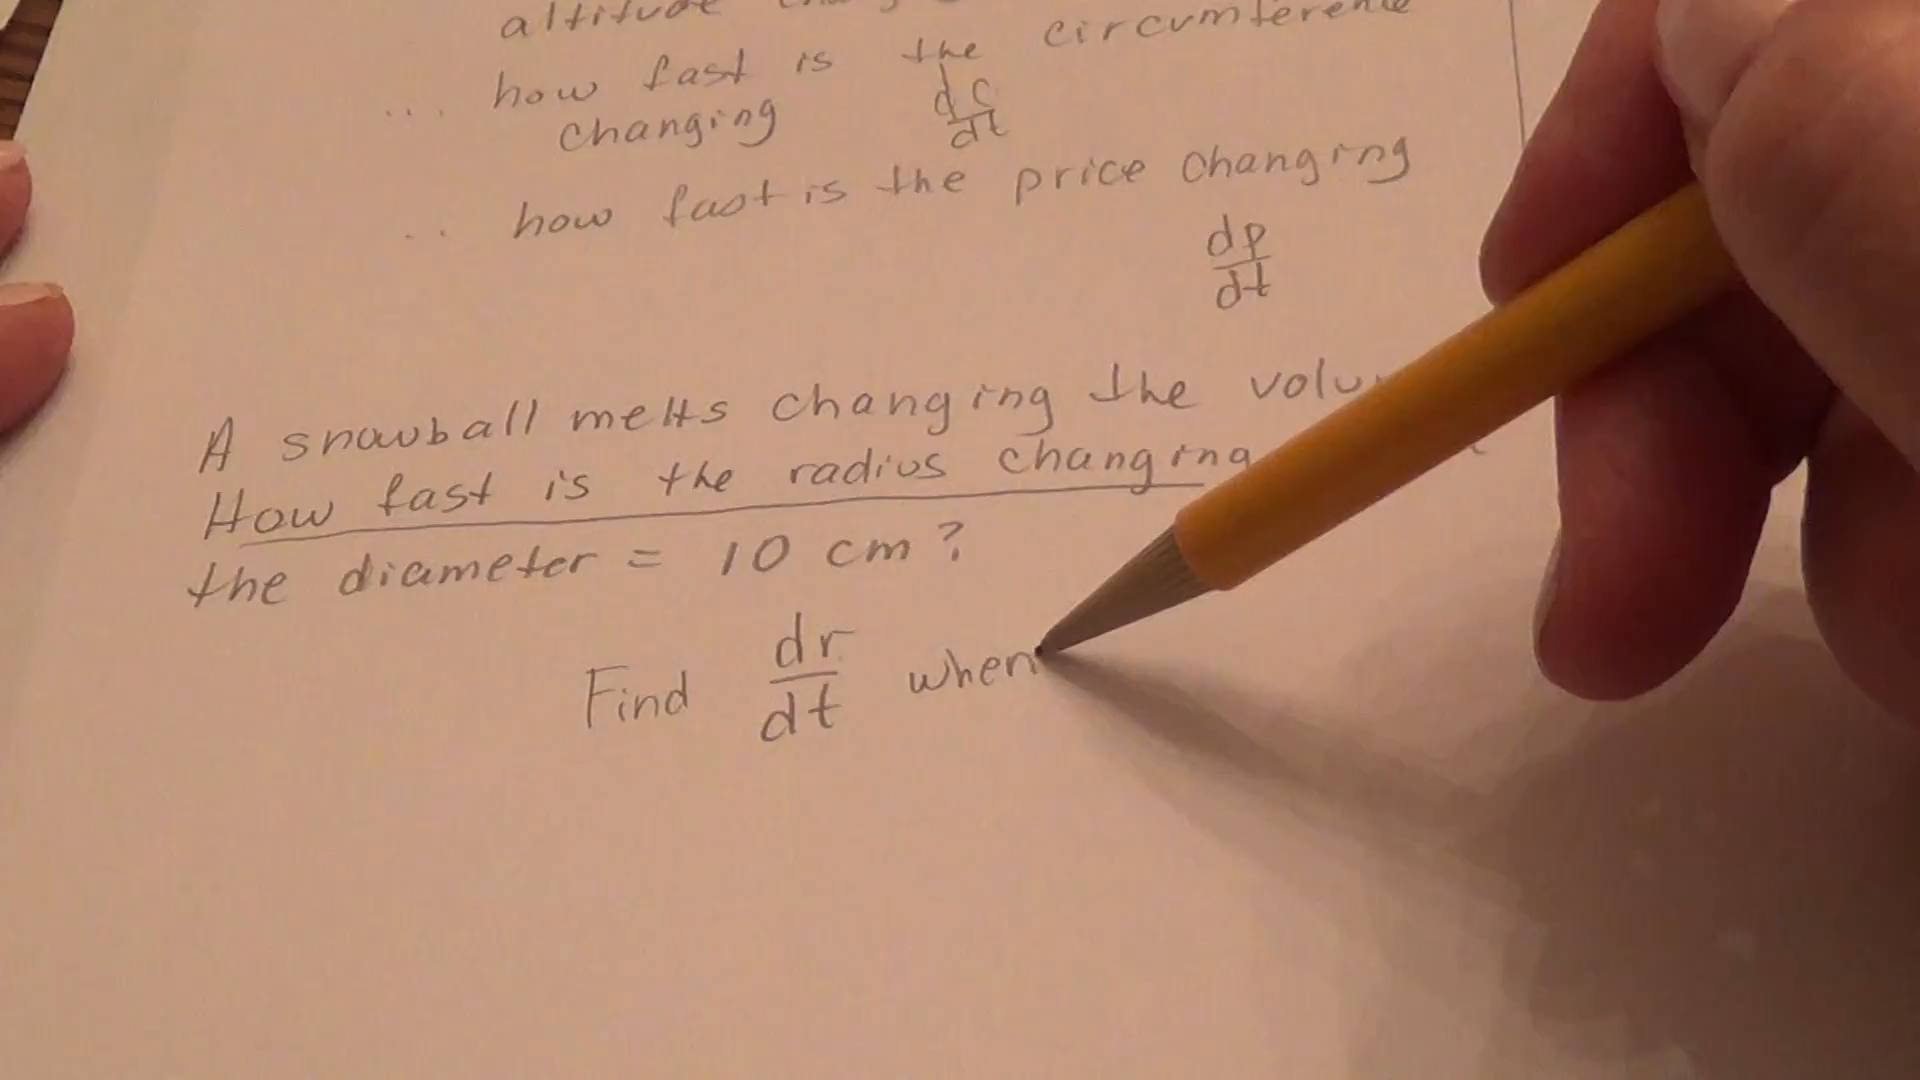 altitude
... how fast is the circumference
changing dC/dt
.. how fast is the price changing
dp/dt
A snowball melts changing the
How fast is the radius changing
the diameter = 10 cm?
Find dr/dt when